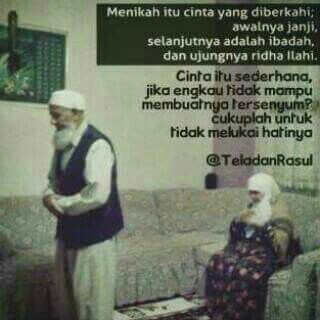 Menikah itu cinta yang diberkahi;
awalnya janji,
selanjutnya adalah ibadah,
dan ujungnya ridha Ilahi.
Cinta itu sederhana,
jika engkau tidak mampu
membuatnya tersenyum?
cukuplah untuk
tidak melukai hatinya
@TeladanRasul